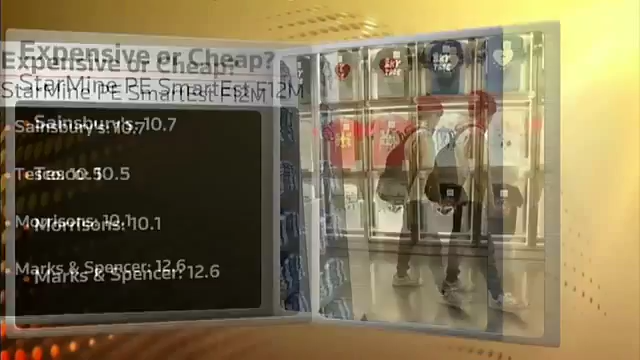 Expensive or Cheap?
StarMine PE SmartEst F12M
• Sainsbury's: 10.7
• Tesco: 10.5
• Morrisons: 10.1
• Marks & Spencer: 12.6